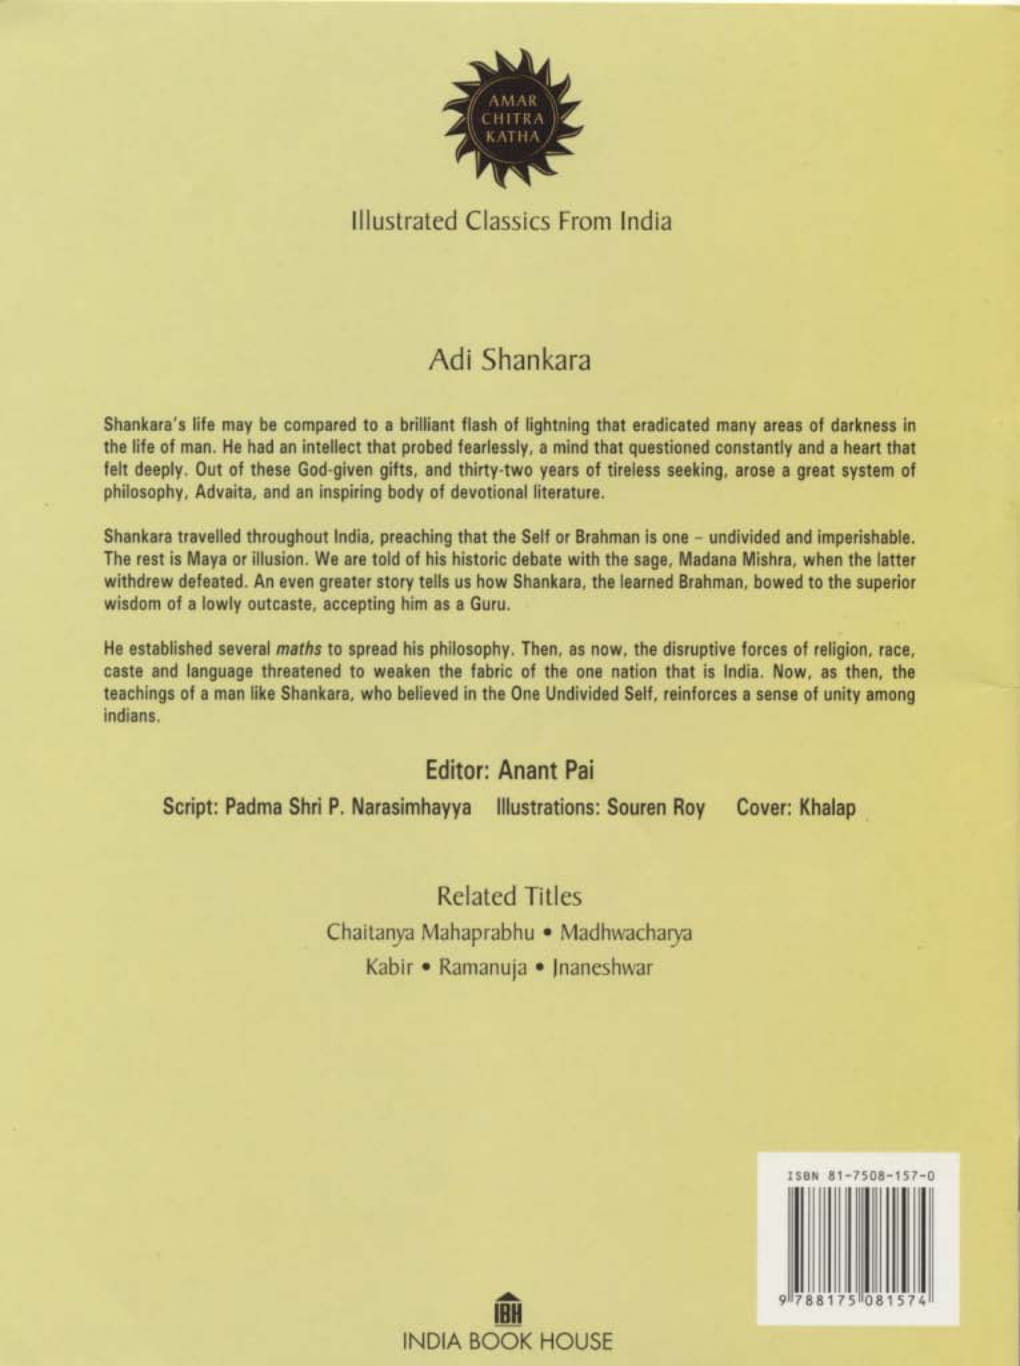 AMAR
CHITRA
KATHA
Illustrated Classics From India
Adi Shankara
Shankara's life may be compared to a brilliant flash of lightning that eradicated many areas of darkness in
the life of man. He had an intellect that probed fearlessly, a mind that questioned constantly and a heart that
felt deeply. Out of these God-given gifts, and thirty-two years of tireless seeking, arose a great system of
philosophy, Advaita, and an inspiring body of devotional literature.
Shankara travelled throughout India, preaching that the Self or Brahman is one – undivided and imperishable.
The rest is Maya or illusion. We are told of his historic debate with the sage, Madana Mishra, when the latter
withdrew defeated. An even greater story tells us how Shankara, the learned Brahman, bowed to the superior
wisdom of a lowly outcaste, accepting him as a Guru.
He established several maths to spread his philosophy. Then, as now, the disruptive forces of religion, race,
caste and language threatened to weaken the fabric of the one nation that is India. Now, as then, the
teachings of a man like Shankara, who believed in the One Undivided Self, reinforces a sense of unity among
indians.
Editor: Anant Pai
Script: Padma Shri P. Narasimhayya Illustrations: Souren Roy Cover: Khalap
Related Titles
Chaitanya Mahaprabhu • Madhwacharya
Kabir • Ramanuja • Jnaneshwar
ISBN 81-7508-157-0
9 788175 081574
IBH
INDIA BOOK HOUSE